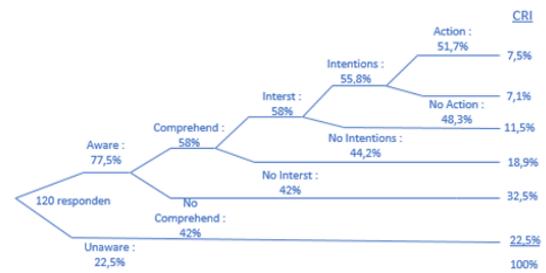 CRI
Action :
51,7%
7,5%
Intentions :
55,8%
7,1%
No Action :
48,3%
Interst :
58%
11,5%
No Intentions :
44,2%
Comprehend :
58%
18,9%
No Interst :
42%
Aware :
77,5%
32,5%
120 responden
No
Comprehend :
42%
22,5%
Unaware :
22,5%
100%